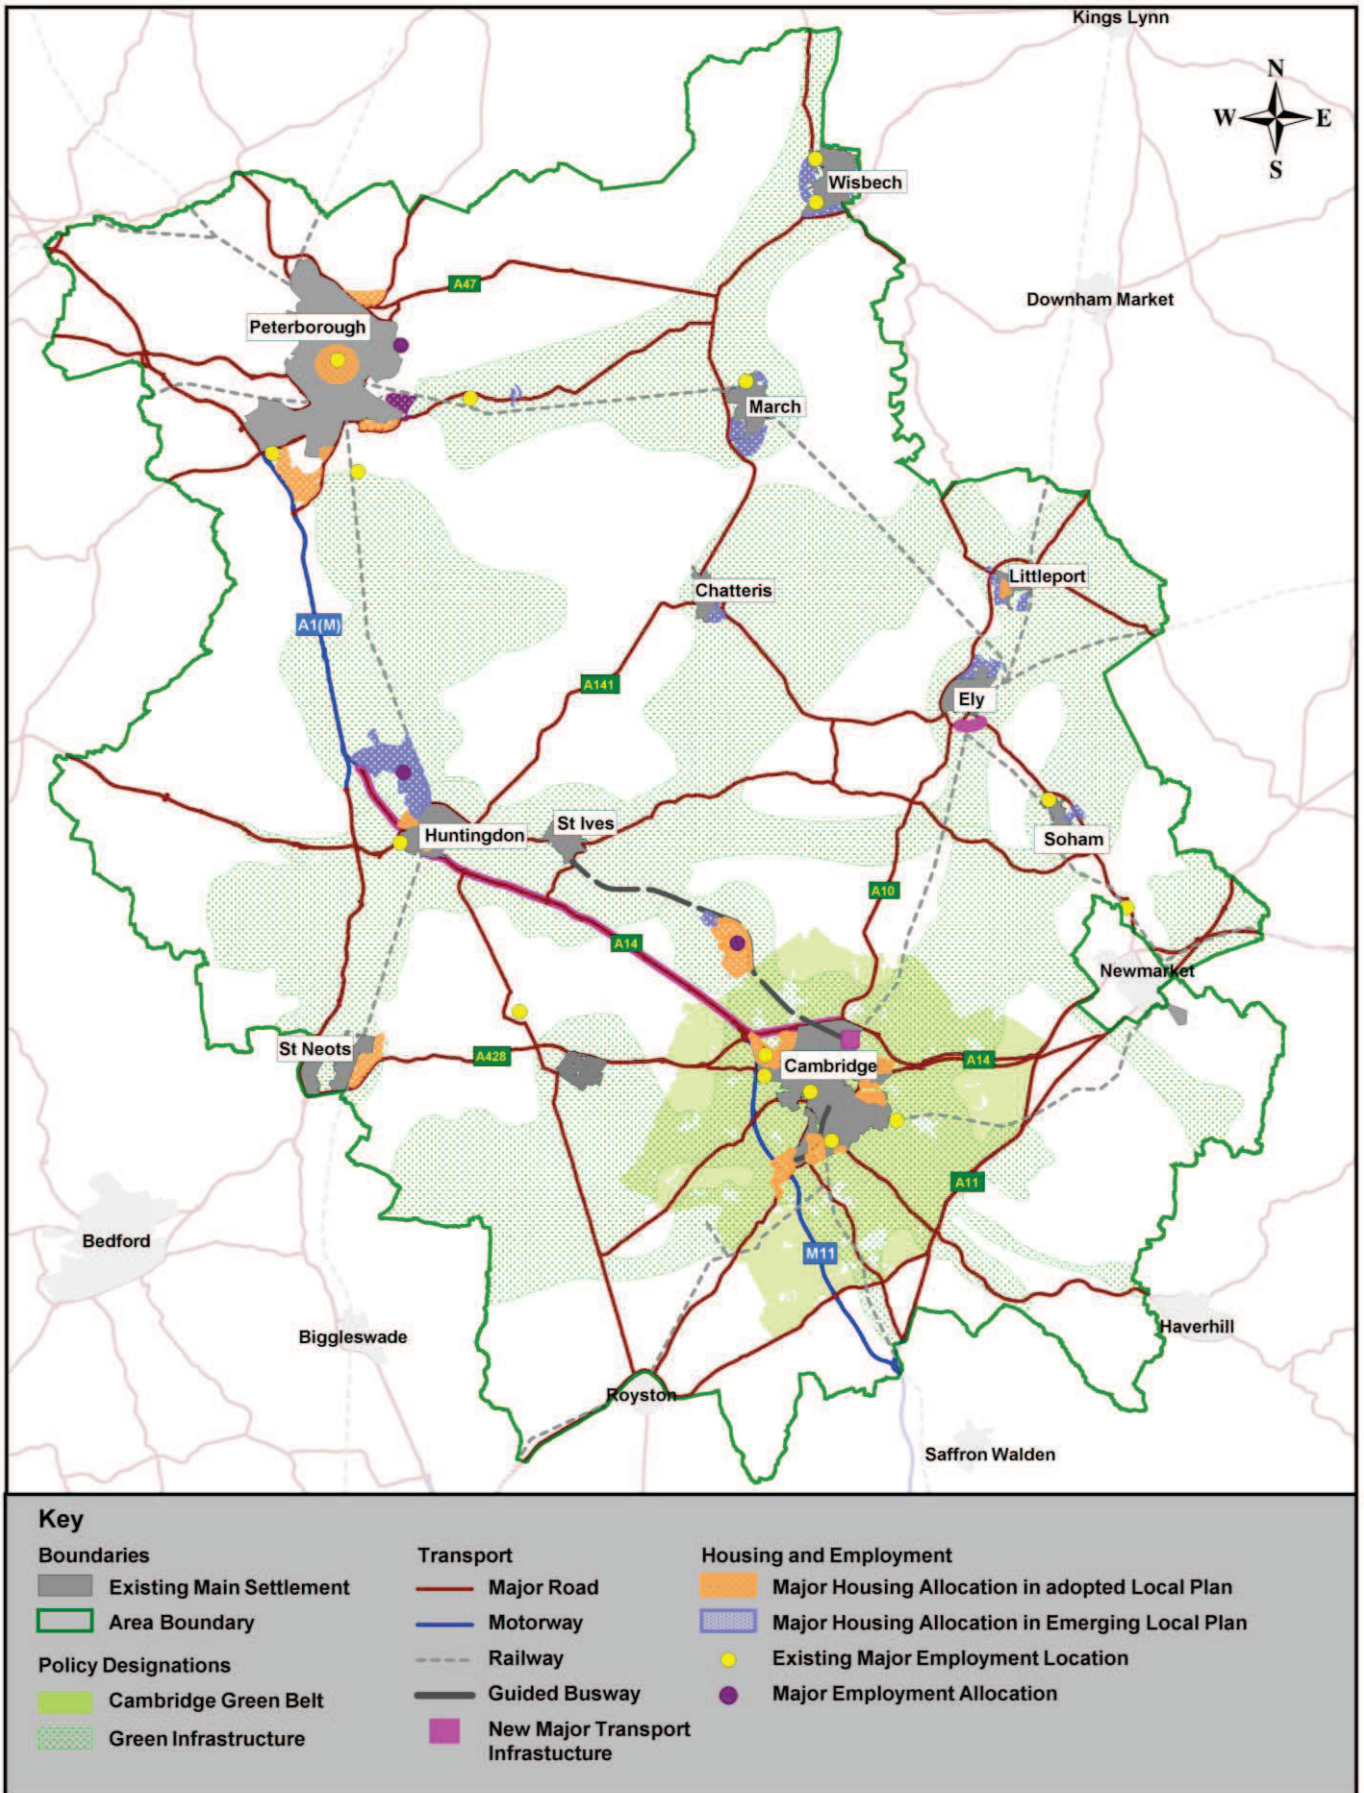 Kings Lynn
N
W E
S
Wisbech
A47
Downham Market
Peterborough
March
Littleport
Chatteris
A1(M)
A141
Ely
St Ives
Huntingdon
Soham
A10
A14
Newmarket
St Neots
A428
Cambridge
A14
A11
Bedford
M11
Biggleswade
Haverhill
Royston
Saffron Walden
Key
Boundaries
Existing Main Settlement
Area Boundary
Policy Designations
Cambridge Green Belt
Green Infrastructure
Transport
Major Road
Motorway
Railway
Guided Busway
New Major Transport
Infrastucture
Housing and Employment
Major Housing Allocation in adopted Local Plan
Major Housing Allocation in Emerging Local Plan
Existing Major Employment Location
Major Employment Allocation